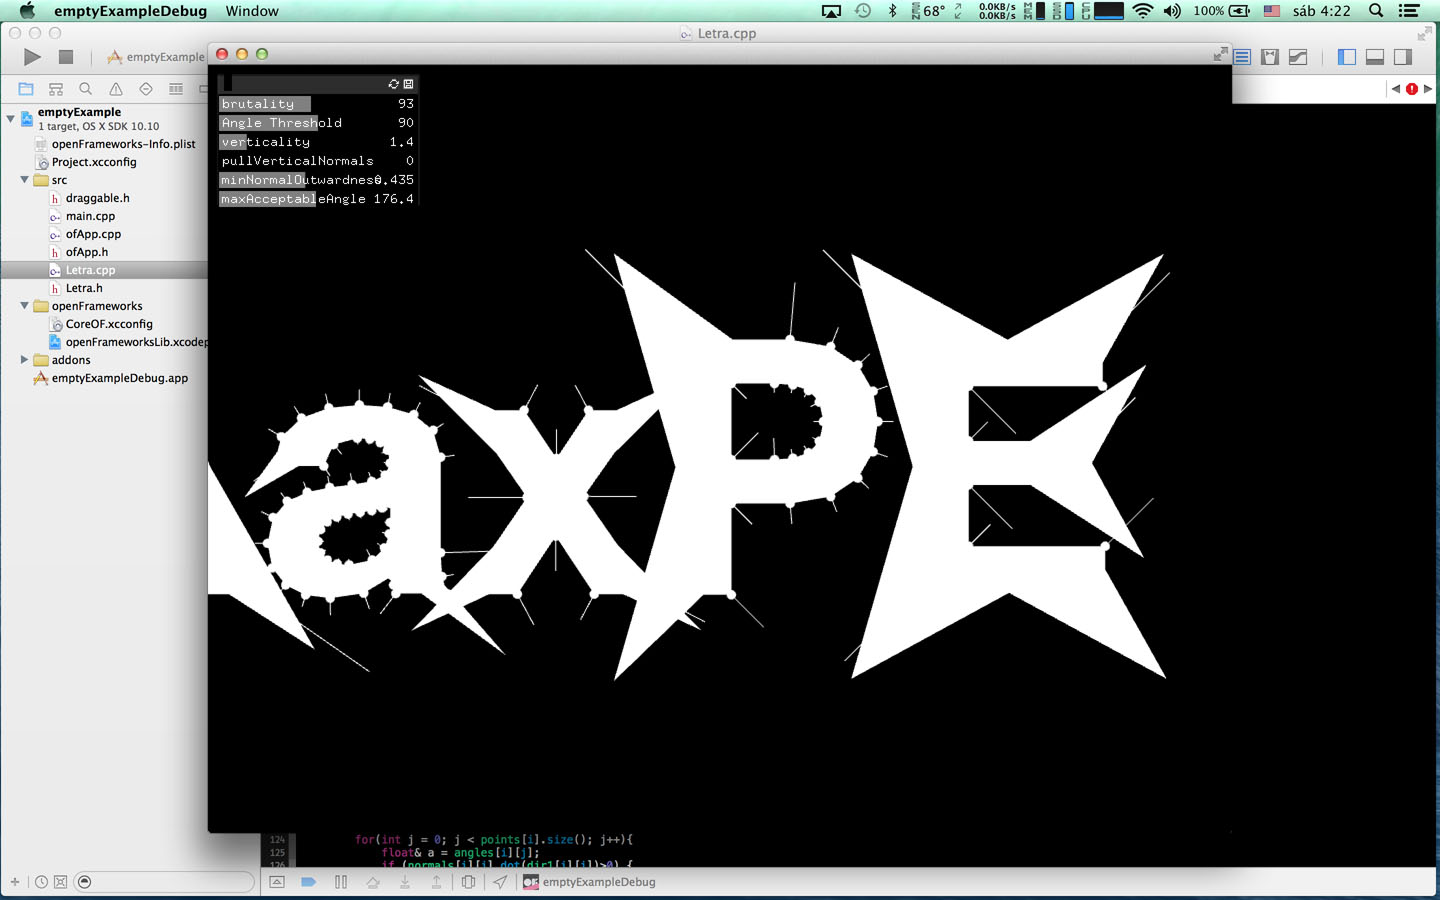 emptyExampleDebug Window
SEN 68° 0.0KB/s 0.0KB/s MEM SSD CPU 100% sáb 4:22
Letra.cpp
emptyExample
emptyExample
1 target, OS X SDK 10.10
openFrameworks-Info.plist
Project.xcconfig
src
draggable.h
main.cpp
ofApp.cpp
ofApp.h
Letra.cpp
Letra.h
openFrameworks
CoreOF.xcconfig
openFrameworksLib.xcodep
addons
emptyExampleDebug.app
brutality 93
Angle Threshold 90
verticality 1.4
pullVerticalNormals 0
minNormalOutwardness 0.435
maxAcceptableAngle 176.4
axPE
124 for(int j = 0; j < points[i].size(); j++){
125 float& a = angles[i][j];
126 if (normals[i][j].dot(dir1[i][j])>0) {
emptyExampleDebug